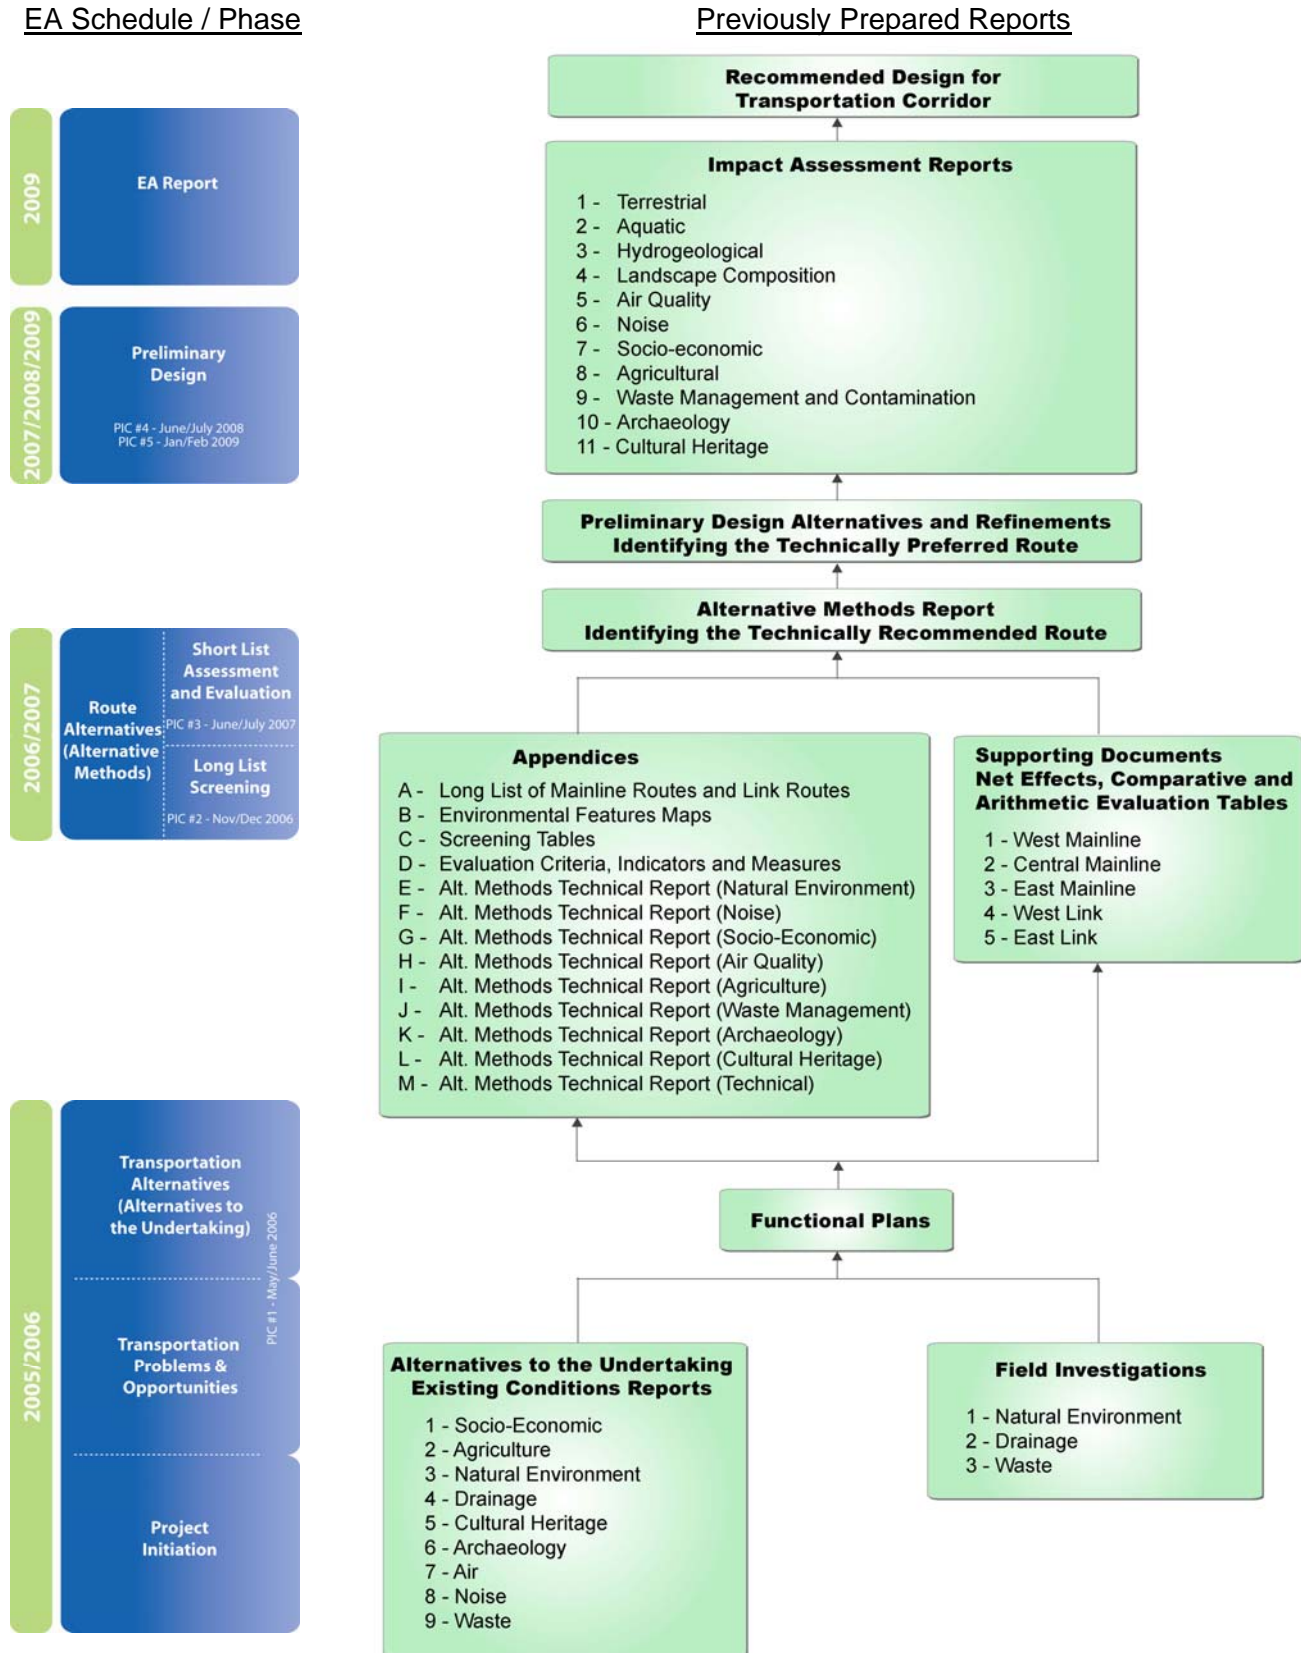 EA Schedule / Phase
2009
EA Report
2007/2008/2009
Preliminary
Design
PIC #4 - June/July 2008
PIC #5 - Jan/Feb 2009
2006/2007
Route
Alternatives
(Alternative
Methods)
Short List
Assessment
and Evaluation
PIC #3 - June/July 2007
Long List
Screening
PIC #2 - Nov/Dec 2006
2005/2006
Transportation
Alternatives
(Alternatives to
the Undertaking)
PIC #1 - May/June 2006
Transportation
Problems &
Opportunities
Project
Initiation
Previously Prepared Reports
Recommended Design for
Transportation Corridor
Impact Assessment Reports
1 - Terrestrial
2 - Aquatic
3 - Hydrogeological
4 - Landscape Composition
5 - Air Quality
6 - Noise
7 - Socio-economic
8 - Agricultural
9 - Waste Management and Contamination
10 - Archaeology
11 - Cultural Heritage
Preliminary Design Alternatives and Refinements
Identifying the Technically Preferred Route
Alternative Methods Report
Identifying the Technically Recommended Route
Appendices
A - Long List of Mainline Routes and Link Routes
B - Environmental Features Maps
C - Screening Tables
D - Evaluation Criteria, Indicators and Measures
E - Alt. Methods Technical Report (Natural Environment)
F - Alt. Methods Technical Report (Noise)
G - Alt. Methods Technical Report (Socio-Economic)
H - Alt. Methods Technical Report (Air Quality)
I - Alt. Methods Technical Report (Agriculture)
J - Alt. Methods Technical Report (Waste Management)
K - Alt. Methods Technical Report (Archaeology)
L - Alt. Methods Technical Report (Cultural Heritage)
M - Alt. Methods Technical Report (Technical)
Supporting Documents
Net Effects, Comparative and
Arithmetic Evaluation Tables
1 - West Mainline
2 - Central Mainline
3 - East Mainline
4 - West Link
5 - East Link
Functional Plans
Alternatives to the Undertaking
Existing Conditions Reports
1 - Socio-Economic
2 - Agriculture
3 - Natural Environment
4 - Drainage
5 - Cultural Heritage
6 - Archaeology
7 - Air
8 - Noise
9 - Waste
Field Investigations
1 - Natural Environment
2 - Drainage
3 - Waste